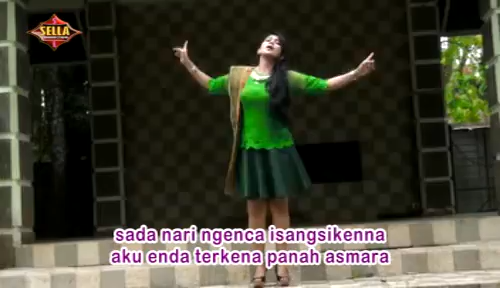 SELLA
sada nari ngenca isangsikenna
aku enda terkena panah asmara